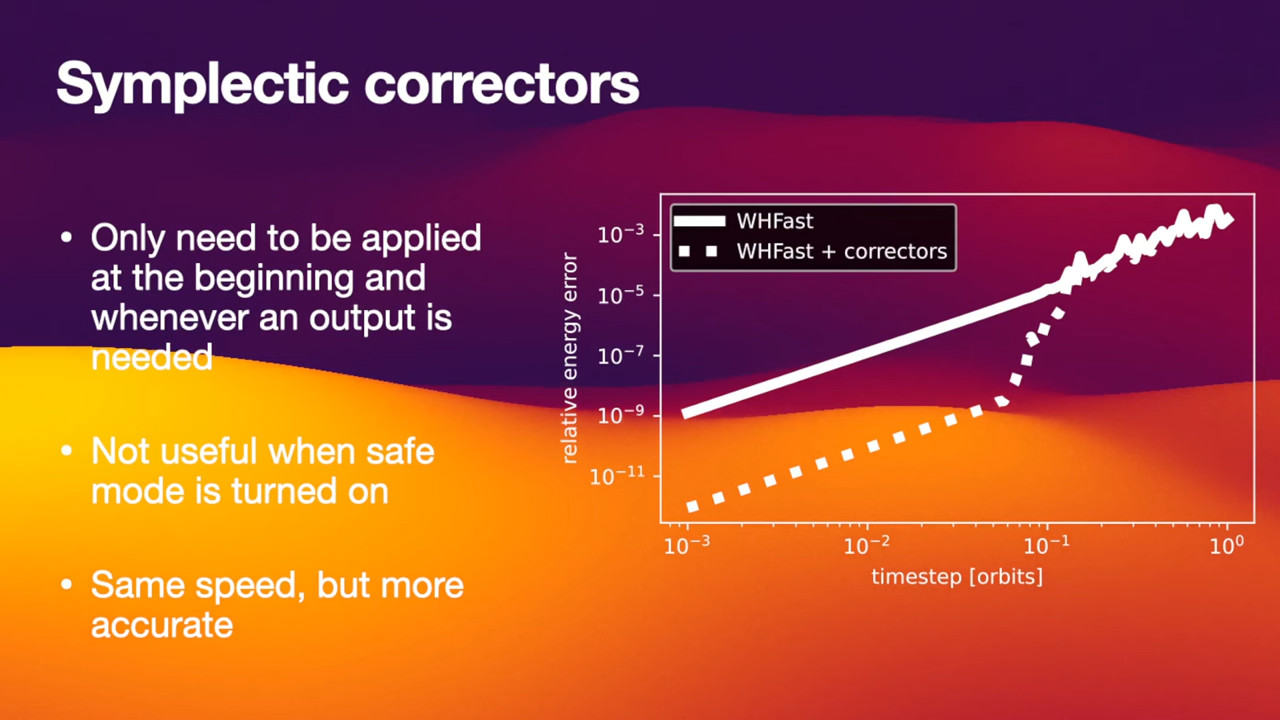 Symplectic correctors
• Only need to be applied
at the beginning and
whenever an output is
needed
• Not useful when safe
mode is turned on
• Same speed, but more
accurate
WHFast
WHFast + correctors
relative energy error
10⁻³
10⁻⁵
10⁻⁷
10⁻⁹
10⁻¹¹
10⁻³ 10⁻² 10⁻¹ 10⁰
timestep [orbits]